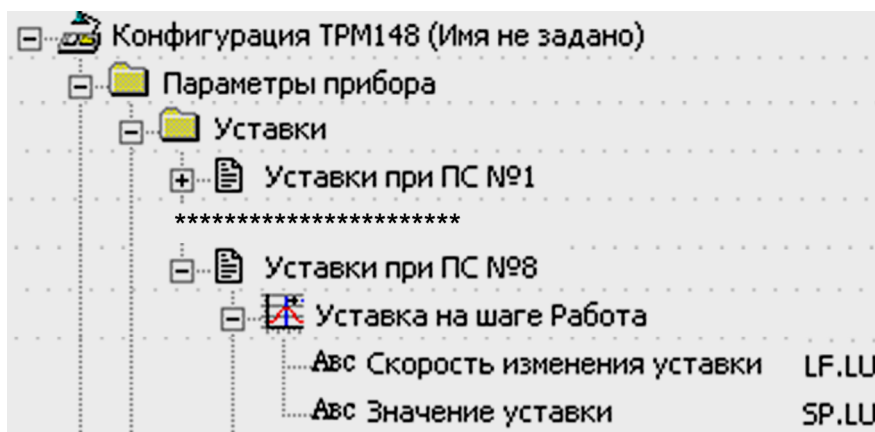 Конфигурация ТРМ148 (Имя не задано)
Параметры прибора
Уставки
Уставки при ПС №1
***********************
Уставки при ПС №8
Уставка на шаге Работа
Авс Скорость изменения уставки LF.LU
Авс Значение уставки SP.LU